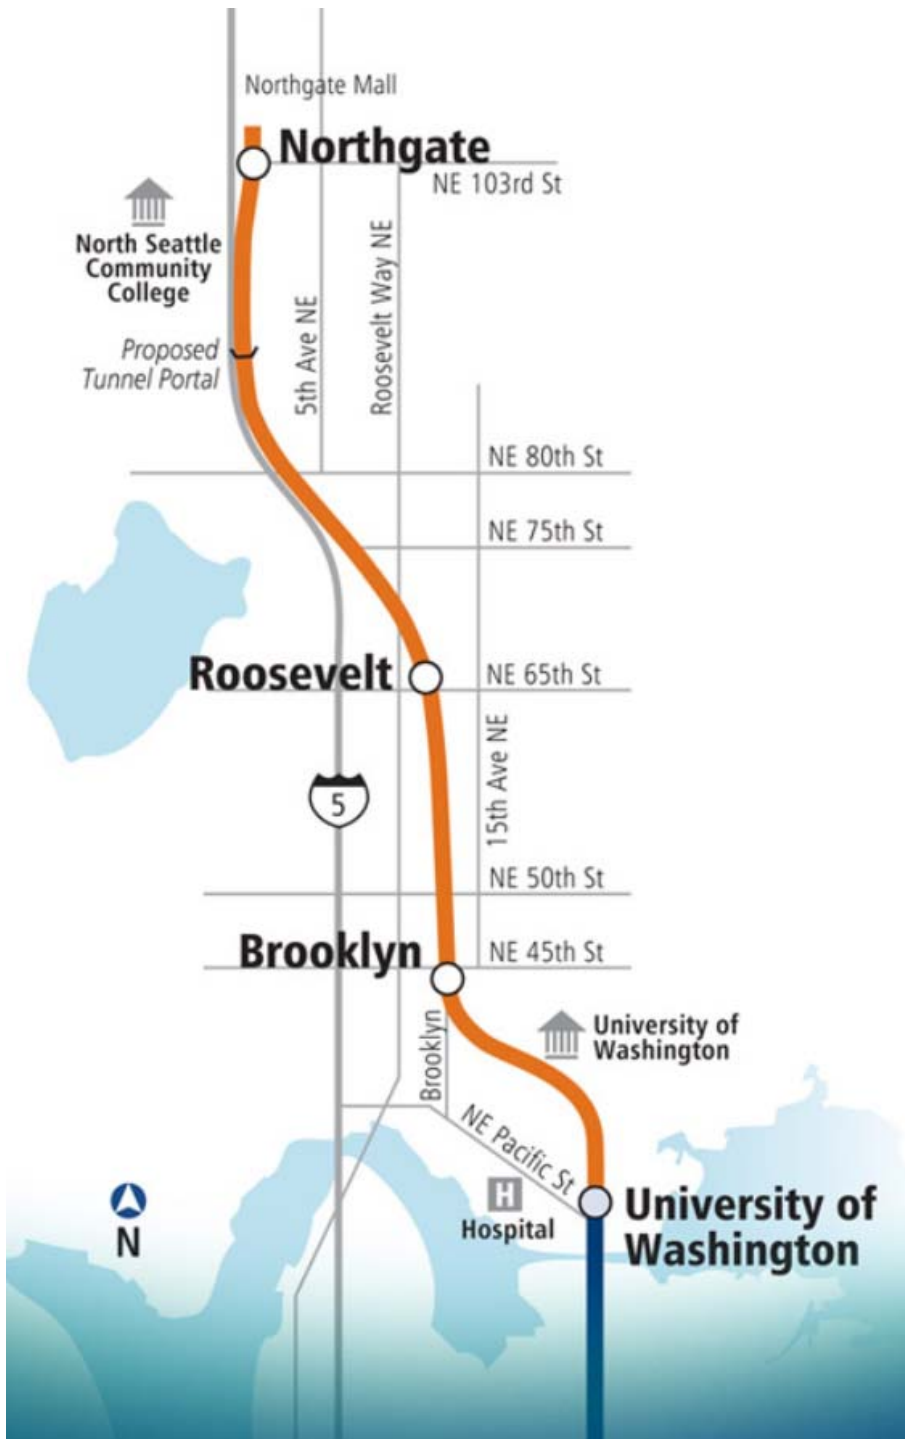 Northgate Mall
Northgate
NE 103rd St
North Seattle
Community
College
Roosevelt Way NE
5th Ave NE
Proposed
Tunnel Portal
NE 80th St
NE 75th St
Roosevelt
NE 65th St
15th Ave NE
5
NE 50th St
Brooklyn
NE 45th St
University of
Washington
Brooklyn
NE Pacific St
H
Hospital
University of
Washington
N